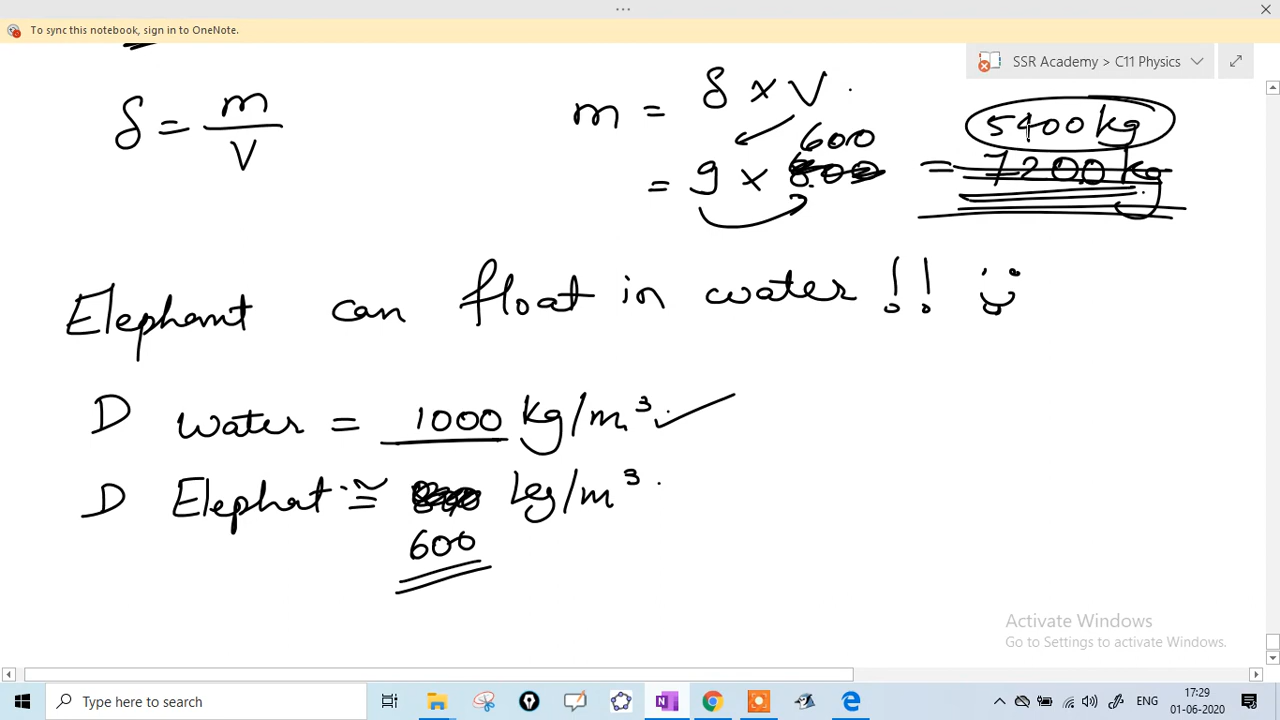 To sync this notebook, sign in to OneNote.
SSR Academy > C11 Physics
δ = m / V
m = δ × V .
= 9 × 600 = 5400 kg
7200 kg
Elephant can float in water !!
D water = 1000 kg/m³
D Elephat ≅ kg/m³
600
Activate Windows
Go to Settings to activate Windows.
Type here to search
ENG
17:29
01-06-2020